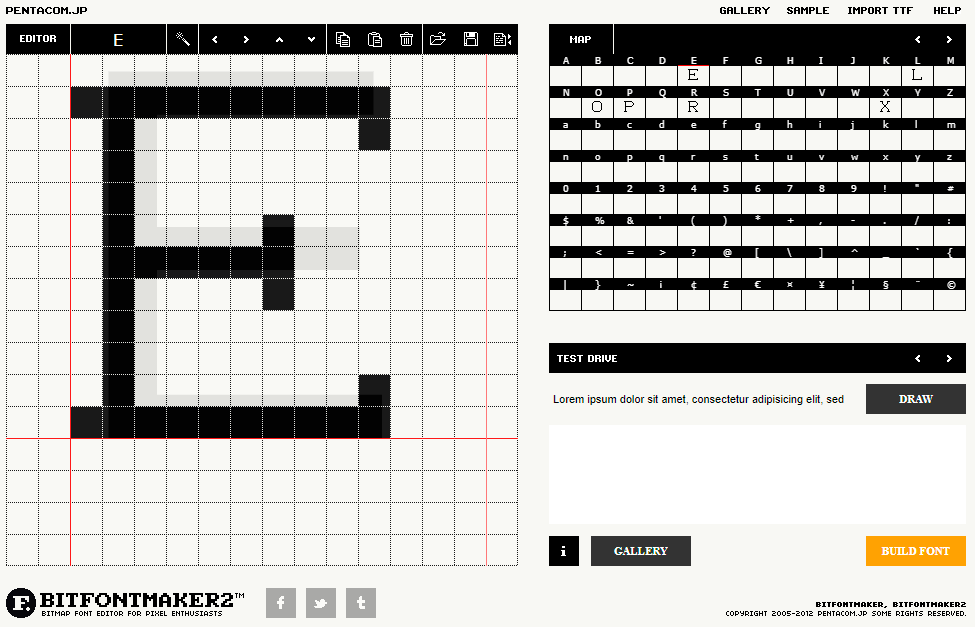 PENTACOM.JP GALLERY SAMPLE IMPORT TTF HELP
EDITOR E
MAP
A B C D E F G H I J K L M
E L
N O P Q R S T U V W X Y Z
O P R X
a b c d e f g h i j k l m
n o p q r s t u v w x y z
0 1 2 3 4 5 6 7 8 9 ! " #
$ % & ' ( ) * + , - . / :
; < = > ? @ [ \ ] ^ _ ` {
| } ~ ¡ ¢ £ € × ¥ ¦ § ¨ ©
TEST DRIVE
Lorem ipsum dolor sit amet, consectetur adipisicing elit, sed
DRAW
i GALLERY BUILD FONT
F. BITFONTMAKER2™
BITMAP FONT EDITOR FOR PIXEL ENTHUSIASTS
f t
BITFONTMAKER, BITFONTMAKER2
COPYRIGHT 2005-2012 PENTACOM.JP SOME RIGHTS RESERVED.